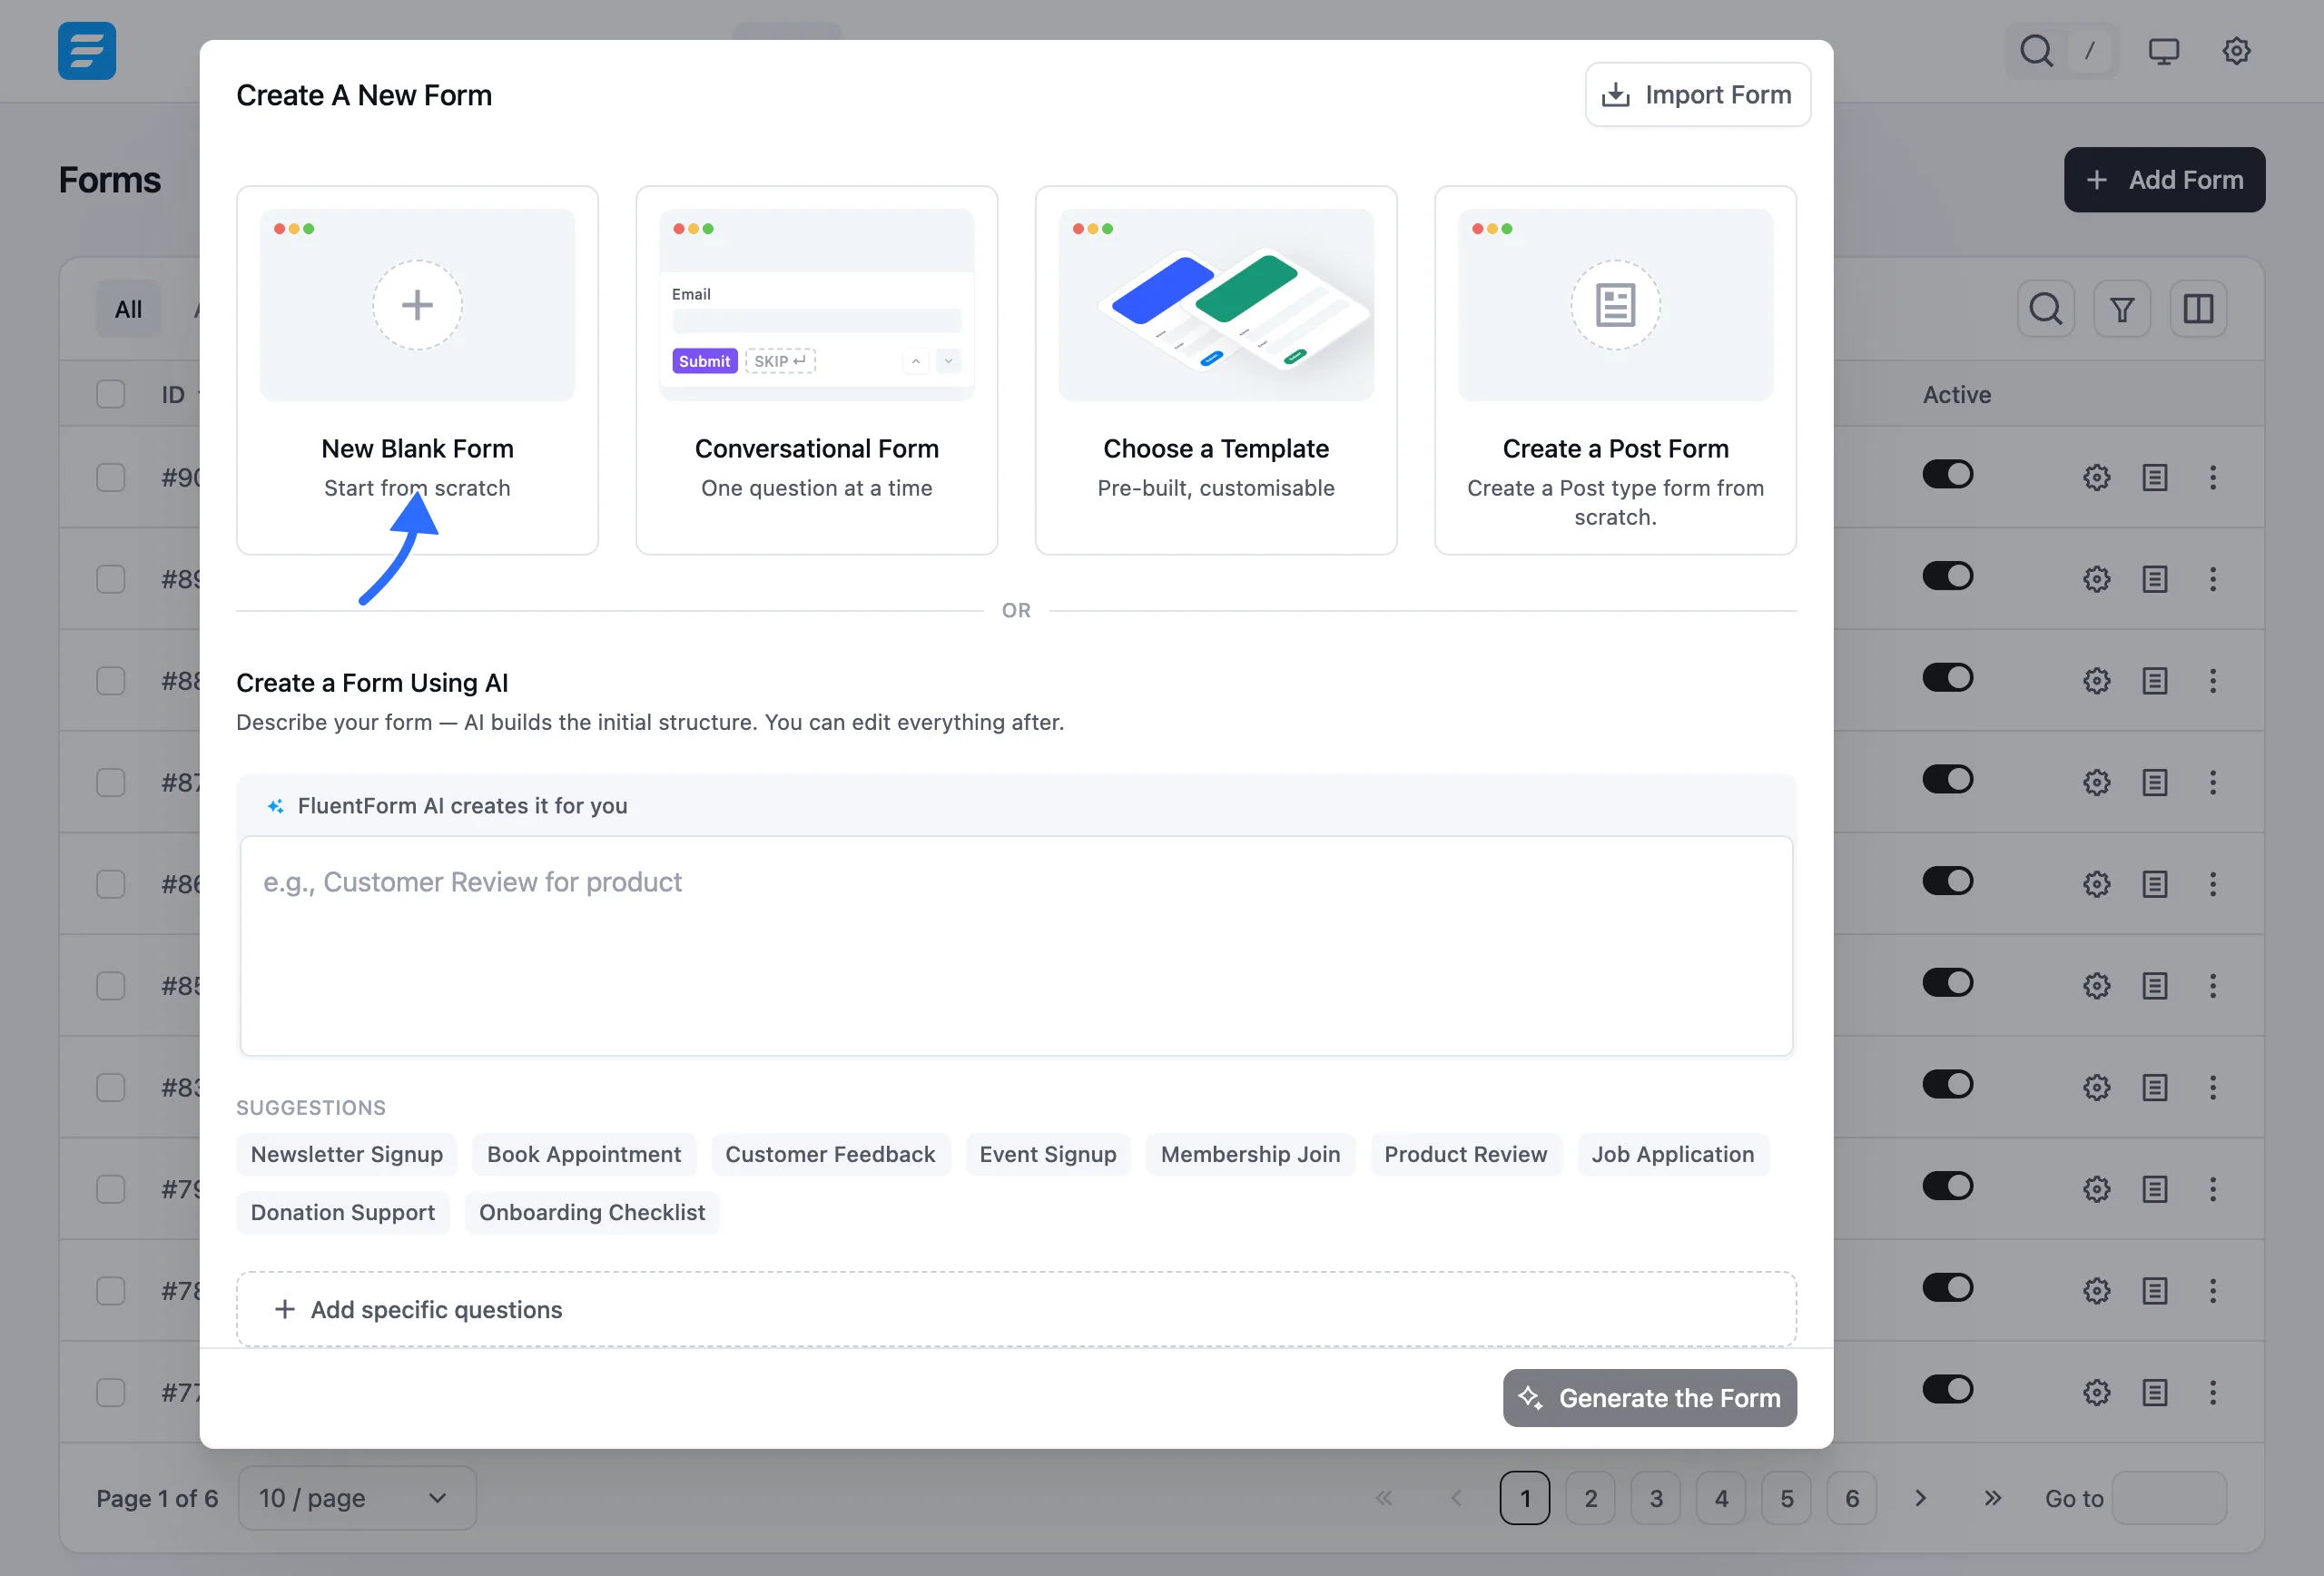 Create A New Form
Import Form
/
Forms
Add Form
All
Email
Submit
SKIP ↵
New Blank Form
Start from scratch
Conversational Form
One question at a time
Choose a Template
Pre-built, customisable
Create a Post Form
Create a Post type form from
scratch.
ID
Active
OR
Create a Form Using AI
Describe your form — AI builds the initial structure. You can edit everything after.
FluentForm AI creates it for you
e.g., Customer Review for product
SUGGESTIONS
Newsletter Signup
Book Appointment
Customer Feedback
Event Signup
Membership Join
Product Review
Job Application
Donation Support
Onboarding Checklist
Add specific questions
Generate the Form
Page 1 of 6
10 / page
1
2
3
4
5
6
Go to